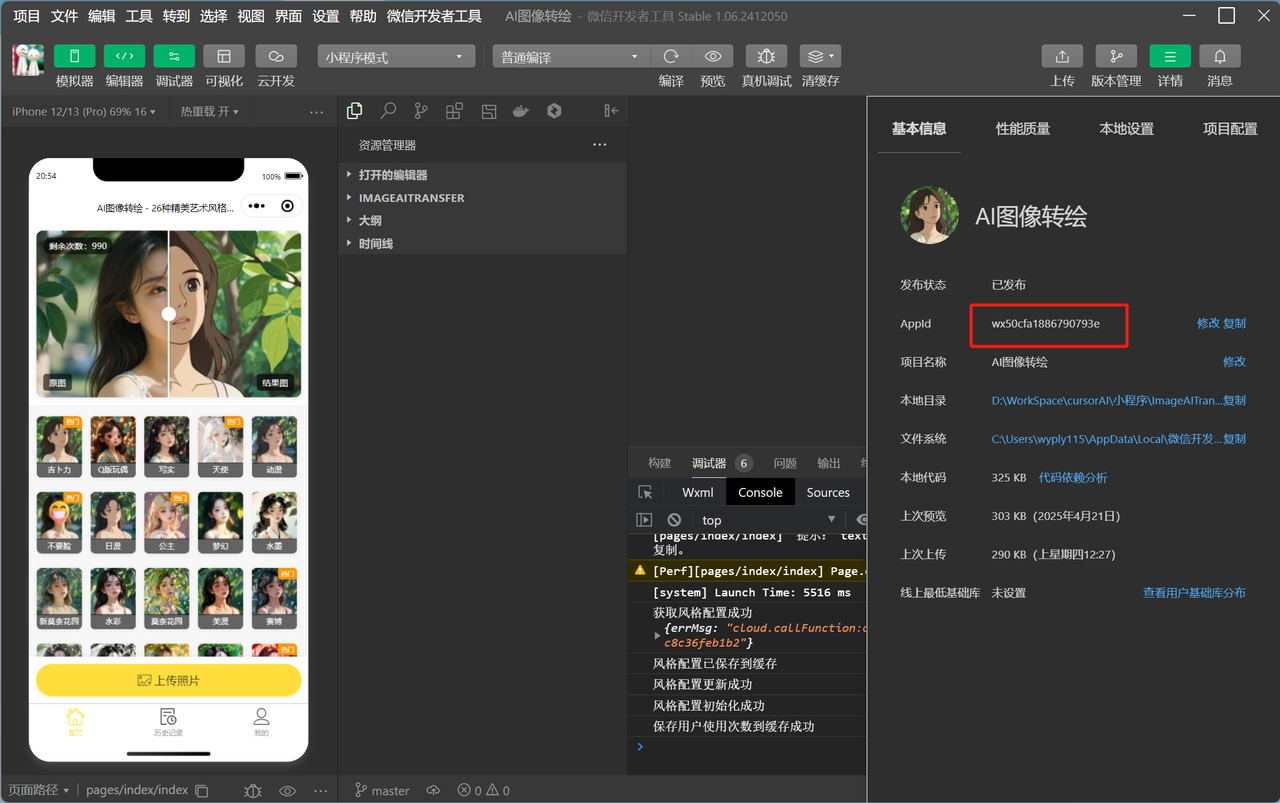 项目 文件 编辑 工具 转到 选择 视图 界面 设置 帮助 微信开发者工具 AI图像转绘 - 微信开发者工具 Stable 1.06.2412050
模拟器 编辑器 调试器 可视化 云开发
小程序模式
普通编译
编译 预览 真机调试 清缓存
上传 版本管理 详情 消息
iPhone 12/13 (Pro) 69% 16
热重载 开
20:54
100%
AI图像转绘 - 26种精美艺术风格...
剩余次数：990
原图
结果图
热门
热门
吉卜力 Q版玩偶 写实 天使 动漫
热门
热门
不要脸 日漫 公主 梦幻 水墨
热门
新莫奈花园 水彩 莫奈花园 美漫 赛博
热门
上传照片
首页 历史记录 我的
页面路径
pages/index/index
资源管理器
打开的编辑器
IMAGEAITRANSFER
大纲
时间线
master
0 0
构建 调试器 6 问题 输出
Wxml Console Sources
top
[pages/index/index] 提示: text
复制。
[Perf][pages/index/index] Page.
[system] Launch Time: 5516 ms
获取风格配置成功
{errMsg: "cloud.callFunction:
c8c36feb1b2"}
风格配置已保存到缓存
风格配置更新成功
风格配置初始化成功
保存用户使用次数到缓存成功
基本信息 性能质量 本地设置 项目配置
AI图像转绘
发布状态 已发布
AppId wx50cfa1886790793e 修改 复制
项目名称 AI图像转绘 修改
本地目录 D:\WorkSpace\cursorAI\小程序\ImageAITran... 复制
文件系统 C:\Users\wyply115\AppData\Local\微信开发... 复制
本地代码 325 KB 代码依赖分析
上次预览 303 KB (2025年4月21日)
上次上传 290 KB (上星期四12:27)
线上最低基础库 未设置 查看用户基础库分布